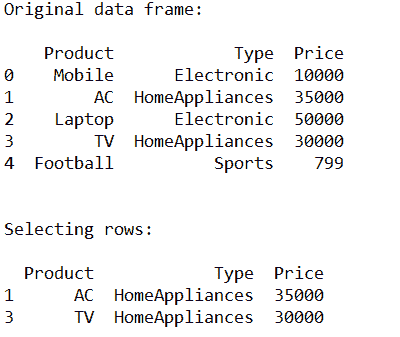 Original data frame:
Product Type Price
0 Mobile Electronic 10000
1 AC HomeAppliances 35000
2 Laptop Electronic 50000
3 TV HomeAppliances 30000
4 Football Sports 799
Selecting rows:
Product Type Price
1 AC HomeAppliances 35000
3 TV HomeAppliances 30000